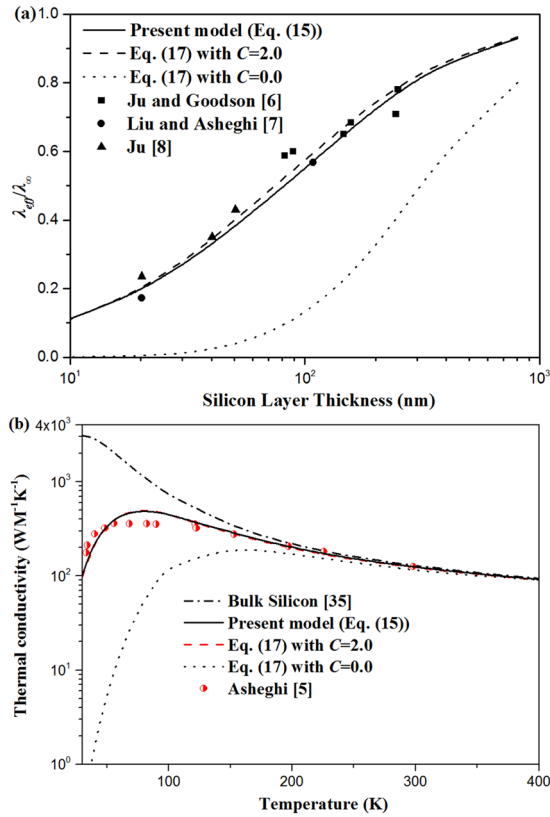 (a)
Present model (Eq. (15))
Eq. (17) with C=2.0
Eq. (17) with C=0.0
Ju and Goodson [6]
Liu and Asheghi [7]
Ju [8]
1.0
0.8
0.6
0.4
0.2
0.0
λeff/λ∞
10¹
10²
10³
Silicon Layer Thickness (nm)
(b)
4x10³
10³
10²
10¹
10⁰
Thermal conductivity (WM⁻¹K⁻¹)
Bulk Silicon [35]
Present model (Eq. (15))
Eq. (17) with C=2.0
Eq. (17) with C=0.0
Asheghi [5]
100
200
300
400
Temperature (K)